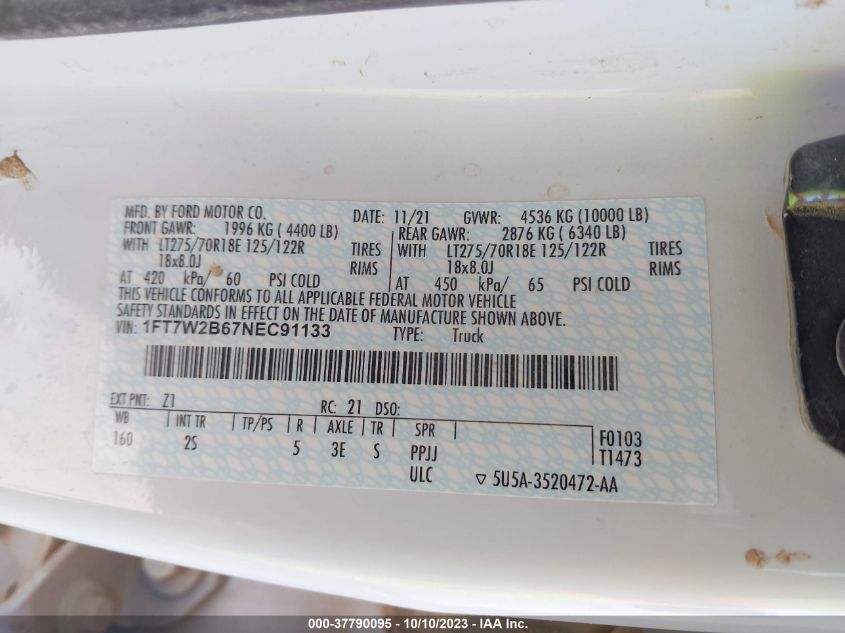 MFD. BY FORD MOTOR CO. DATE: 11/21 GVWR: 4536 KG (10000 LB)
FRONT GAWR: 1996 KG ( 4400 LB) REAR GAWR: 2876 KG ( 6340 LB)
WITH LT275/70R18E 125/122R TIRES WITH LT275/70R18E 125/122R TIRES
18x8.0J RIMS 18x8.0J RIMS
AT 420 kPa/ 60 PSI COLD AT 450 kPa/ 65 PSI COLD
THIS VEHICLE CONFORMS TO ALL APPLICABLE FEDERAL MOTOR VEHICLE
SAFETY STANDARDS IN EFFECT ON THE DATE OF MANUFACTURE SHOWN ABOVE.
VIN: 1FT7W2B67NEC91133 TYPE: Truck
EXT PNT: Z1 RC: 21 DSO:
WB INT TR TP/PS R AXLE TR SPR F0103
160 2S 5 3E S PPJJ T1473
ULC ▽ 5U5A-3520472-AA
000-37790095 - 10/10/2023 - IAA Inc.